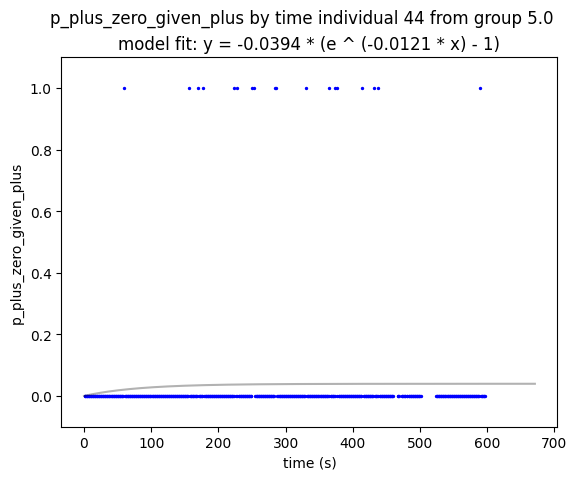 p_plus_zero_given_plus by time individual 44 from group 5.0
model fit: y = -0.0394 * (e ^ (-0.0121 * x) - 1)
1.0
0.8
0.6
0.4
0.2
0.0
p_plus_zero_given_plus
0 100 200 300 400 500 600 700
time (s)